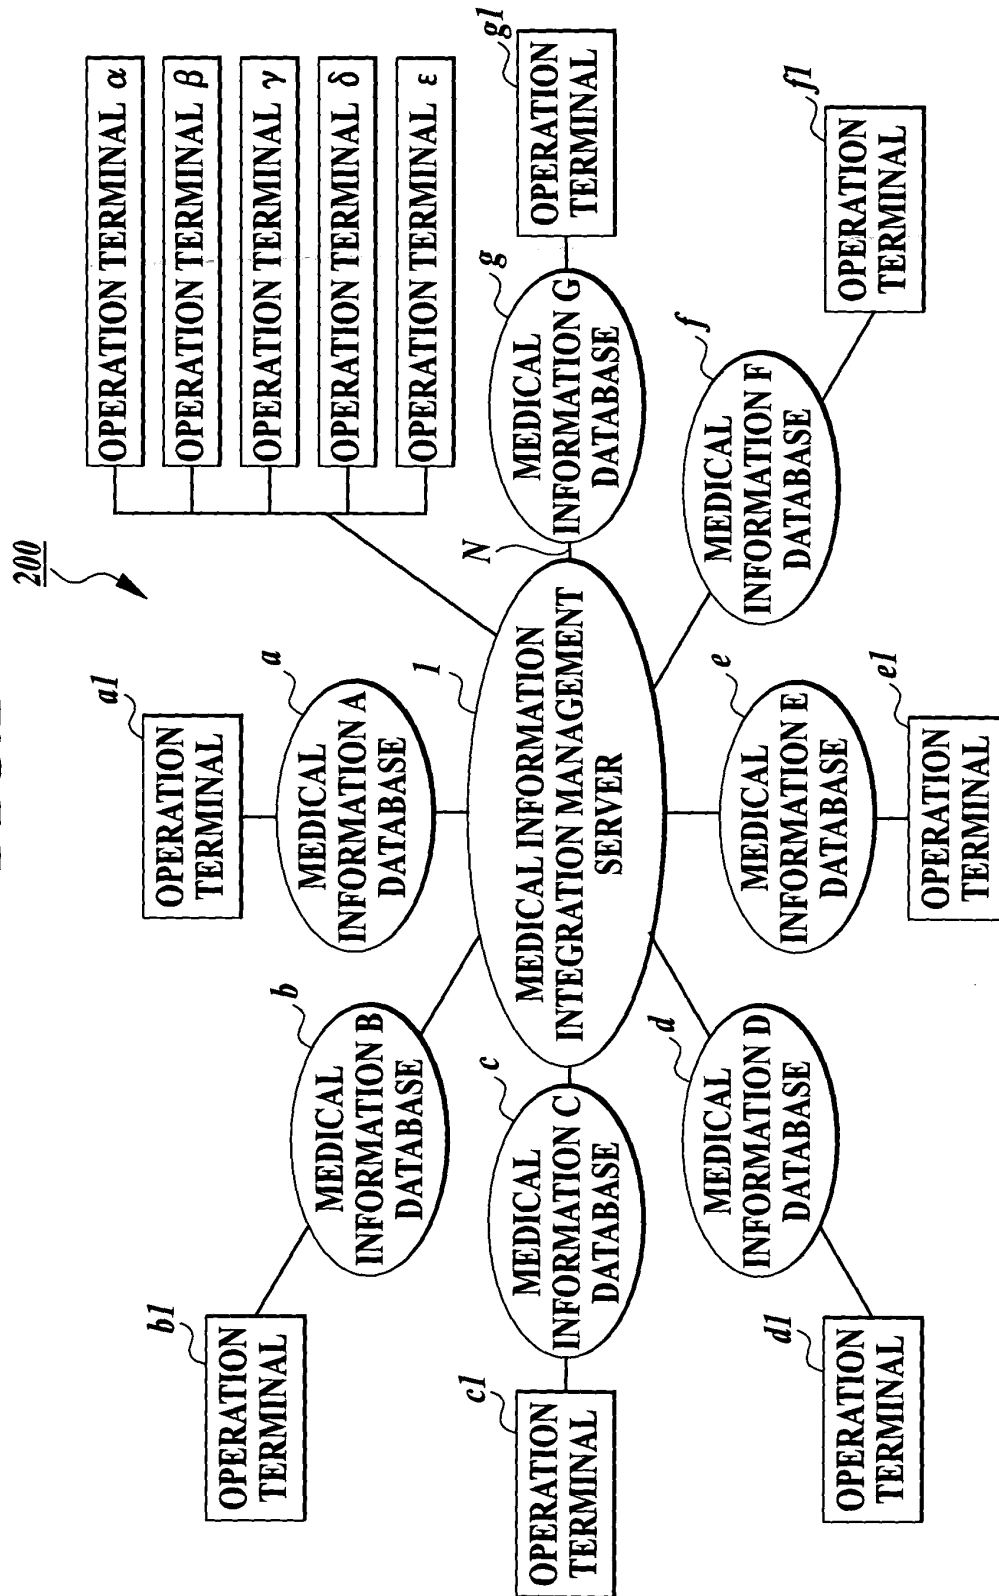 200
OPERATION TERMINAL α
OPERATION TERMINAL β
OPERATION TERMINAL γ
OPERATION TERMINAL δ
OPERATION TERMINAL ε
a1
OPERATION
TERMINAL
a
MEDICAL
INFORMATION A
DATABASE
b1
OPERATION
TERMINAL
b
MEDICAL
INFORMATION B
DATABASE
c1
OPERATION
TERMINAL
c
MEDICAL
INFORMATION C
DATABASE
1
MEDICAL INFORMATION
INTEGRATION MANAGEMENT
SERVER
N
g
MEDICAL
INFORMATION G
DATABASE
g1
OPERATION
TERMINAL
d
MEDICAL
INFORMATION D
DATABASE
d1
OPERATION
TERMINAL
e
MEDICAL
INFORMATION E
DATABASE
e1
OPERATION
TERMINAL
f
MEDICAL
INFORMATION F
DATABASE
f1
OPERATION
TERMINAL